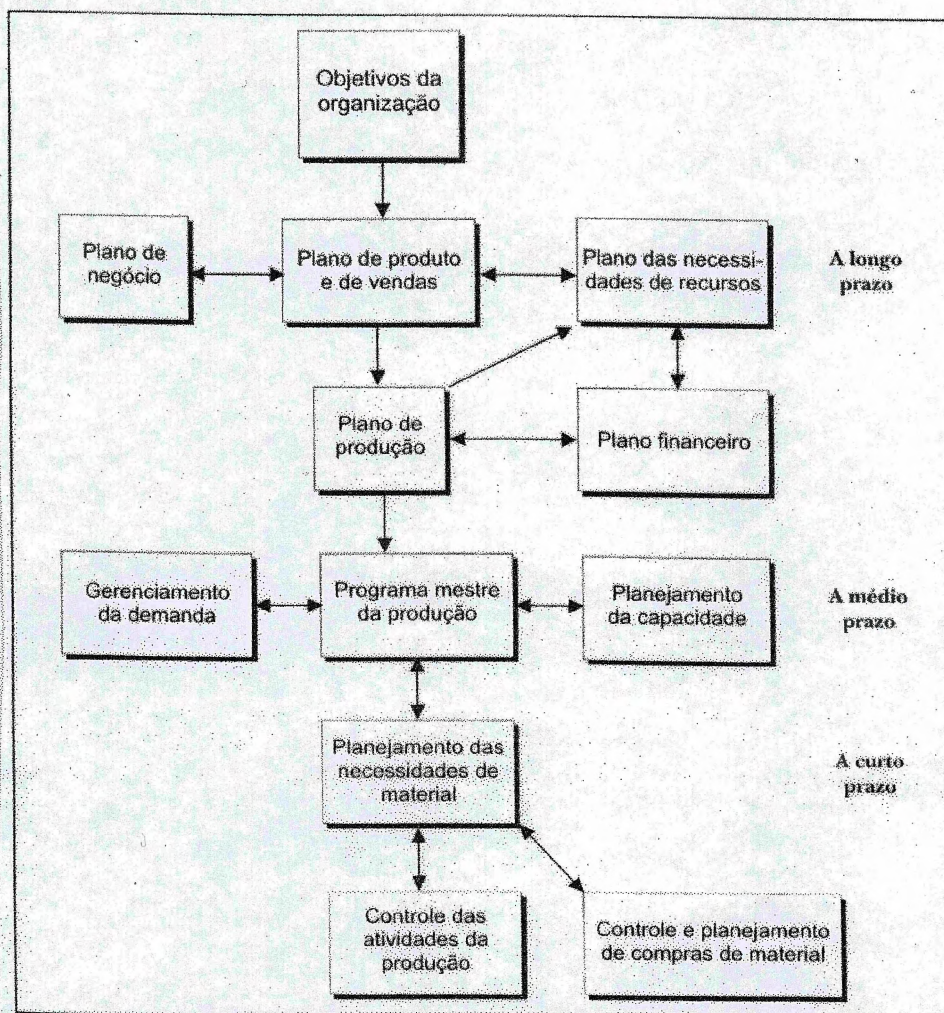 Objetivos da
organização
Plano de
negócio
Plano de produto
e de vendas
Plano das necessi-
dades de recursos
A longo
prazo
Plano de
produção
Plano financeiro
Gerenciamento
da demanda
Programa mestre
da produção
Planejamento
da capacidade
A médio
prazo
Planejamento das
necessidades de
material
A curto
prazo
Controle das
atividades da
produção
Controle e planejamento
de compras de material